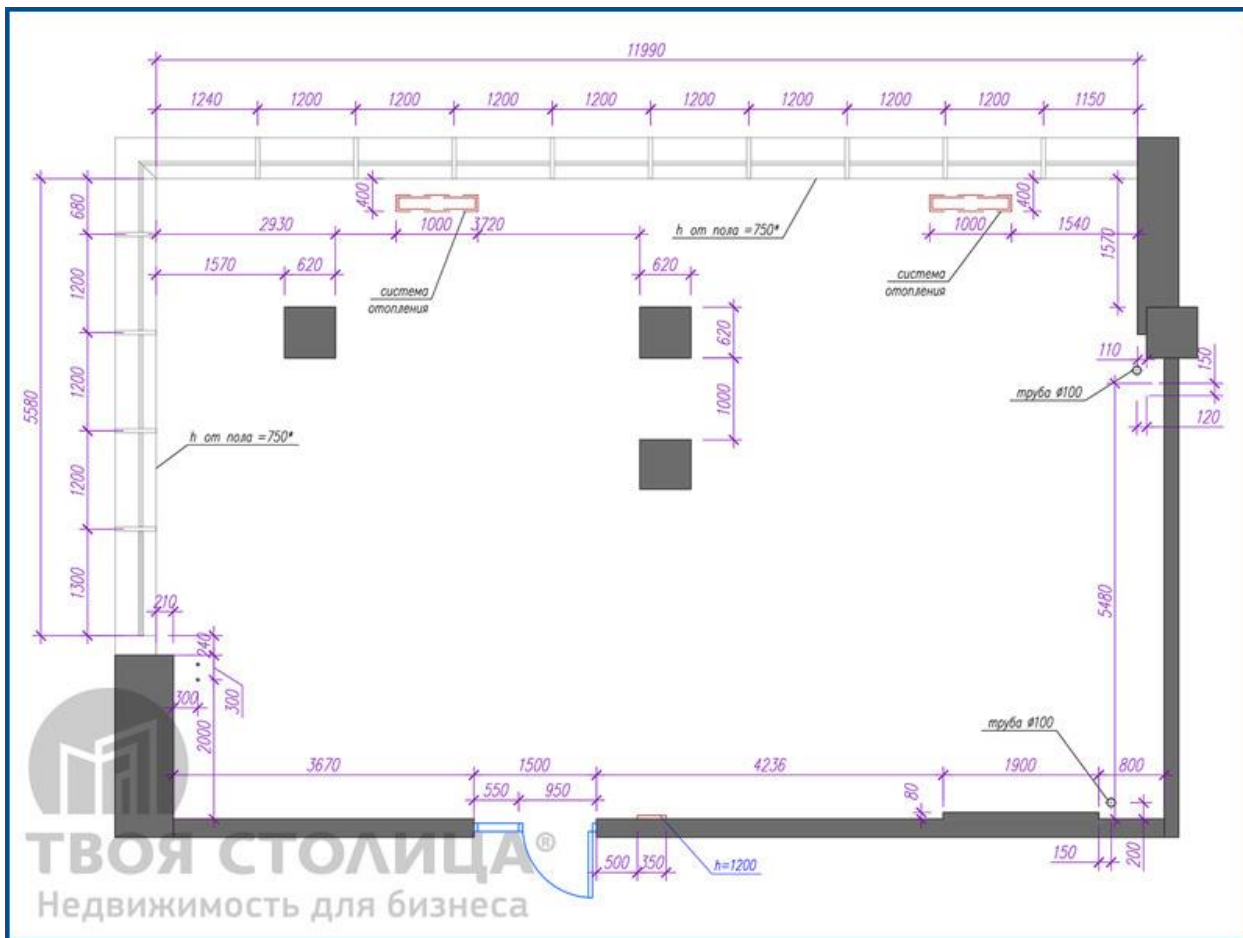 11990
1240 1200 1200 1200 1200 1200 1200 1200 1200 1150
680 400 400
2930 1000 3720 h от пола =750* 1000 1540 1570
1570 620 620
система
отопления
система
отопления
1200
620
110 150
5580 1200 1000 труба ø100
120
h от пола =750*
1200
1300 5480
210
240
300 300
2000
труба ø100
3670 1500 4236 1900 800
550 950 80
500 350 h=1200 150 200
ТВОЯ СТОЛИЦА®
Недвижимость для бизнеса